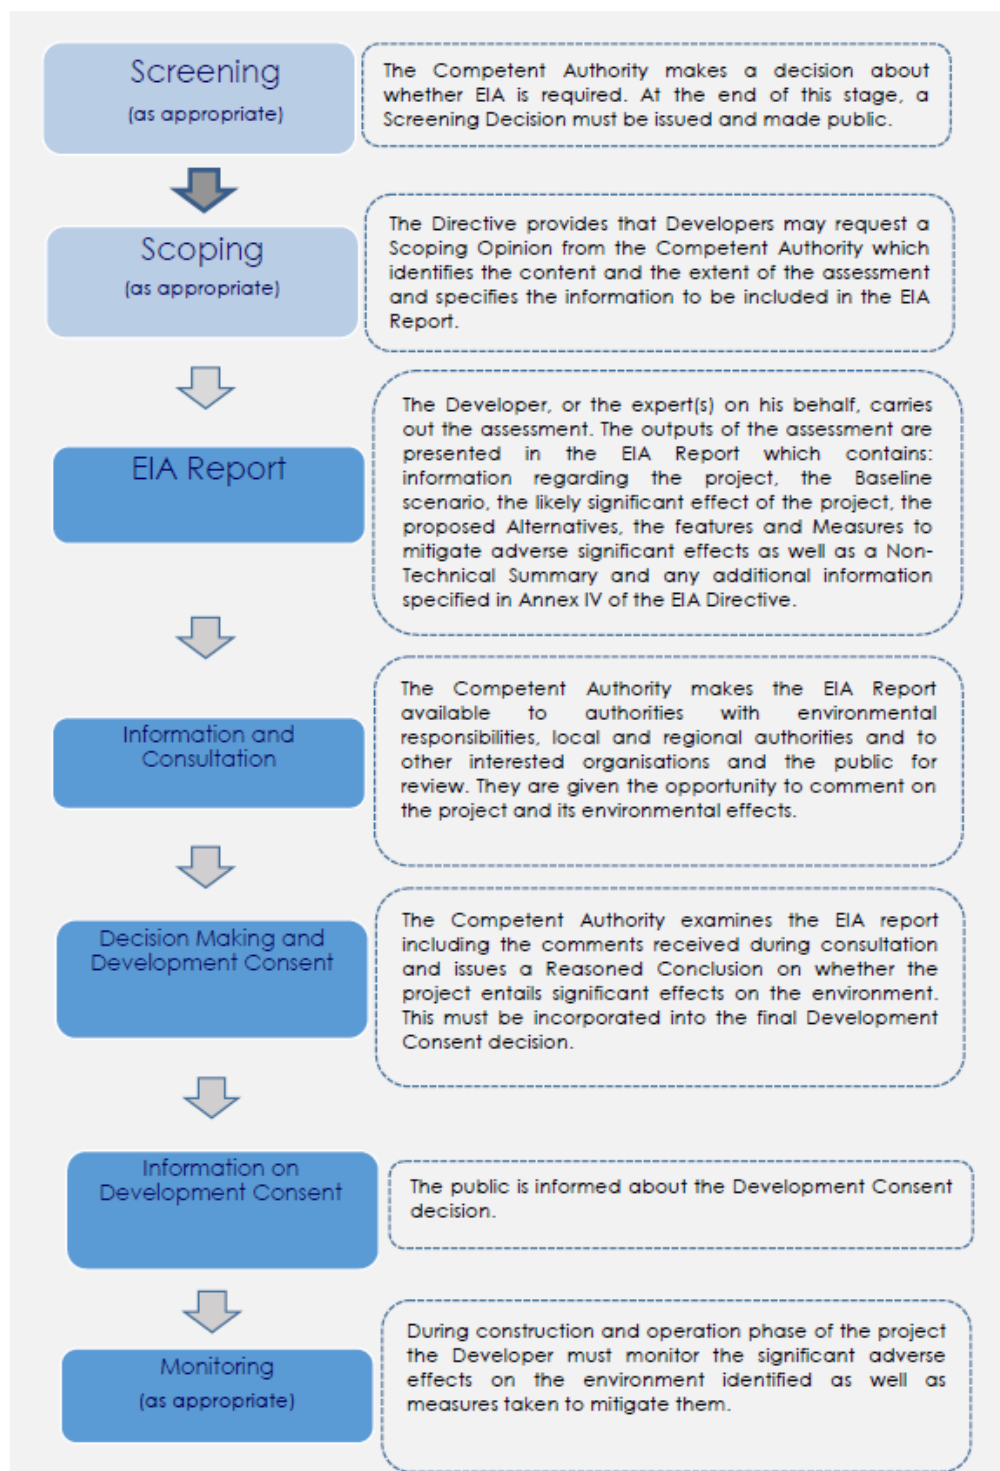 Screening
(as appropriate)
The Competent Authority makes a decision about
whether EIA is required. At the end of this stage, a
Screening Decision must be issued and made public.
Scoping
(as appropriate)
The Directive provides that Developers may request a
Scoping Opinion from the Competent Authority which
identifies the content and the extent of the assessment
and specifies the information to be included in the EIA
Report.
EIA Report
The Developer, or the expert(s) on his behalf, carries
out the assessment. The outputs of the assessment are
presented in the EIA Report which contains:
information regarding the project, the Baseline
scenario, the likely significant effect of the project, the
proposed Alternatives, the features and Measures to
mitigate adverse significant effects as well as a Non-
Technical Summary and any additional information
specified in Annex IV of the EIA Directive.
Information and
Consultation
The Competent Authority makes the EIA Report
available to authorities with environmental
responsibilities, local and regional authorities and to
other interested organisations and the public for
review. They are given the opportunity to comment on
the project and its environmental effects.
Decision Making and
Development Consent
The Competent Authority examines the EIA report
including the comments received during consultation
and issues a Reasoned Conclusion on whether the
project entails significant effects on the environment.
This must be incorporated into the final Development
Consent decision.
Information on
Development Consent
The public is informed about the Development Consent
decision.
Monitoring
(as appropriate)
During construction and operation phase of the project
the Developer must monitor the significant adverse
effects on the environment identified as well as
measures taken to mitigate them.